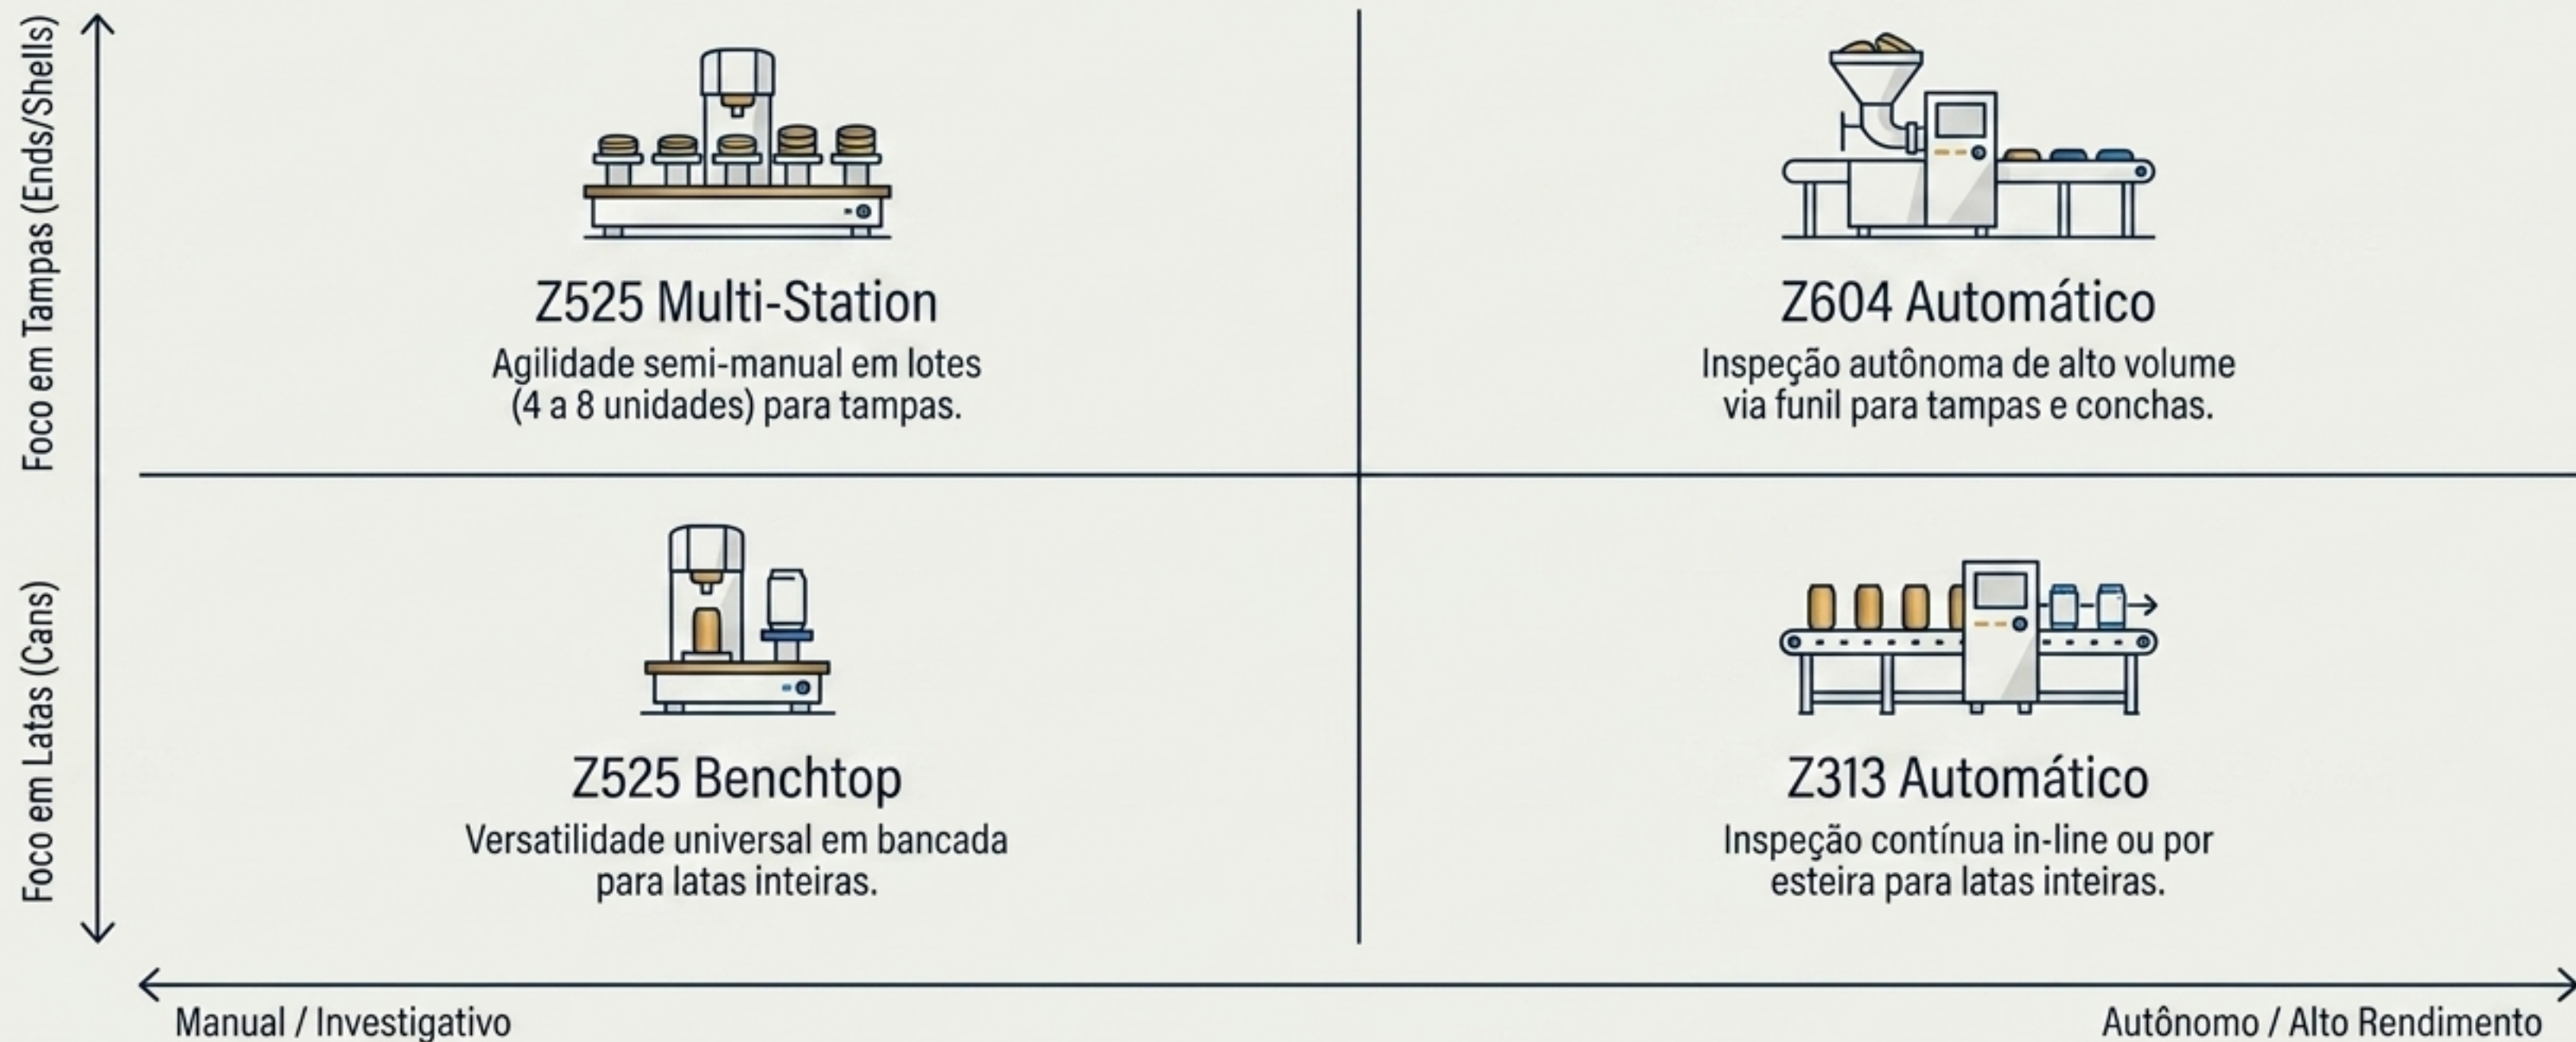 Foco em Tampas (Ends/Shells)
Z525 Multi-Station
Agilidade semi-manual em lotes
(4 a 8 unidades) para tampas.
Z604 Automático
Inspeção autônoma de alto volume
via funil para tampas e conchas.
Foco em Latas (Cans)
Z525 Benchtop
Versatilidade universal em bancada
para latas inteiras.
Z313 Automático
Inspeção contínua in-line ou por
esteira para latas inteiras.
Manual / Investigativo
Autônomo / Alto Rendimento